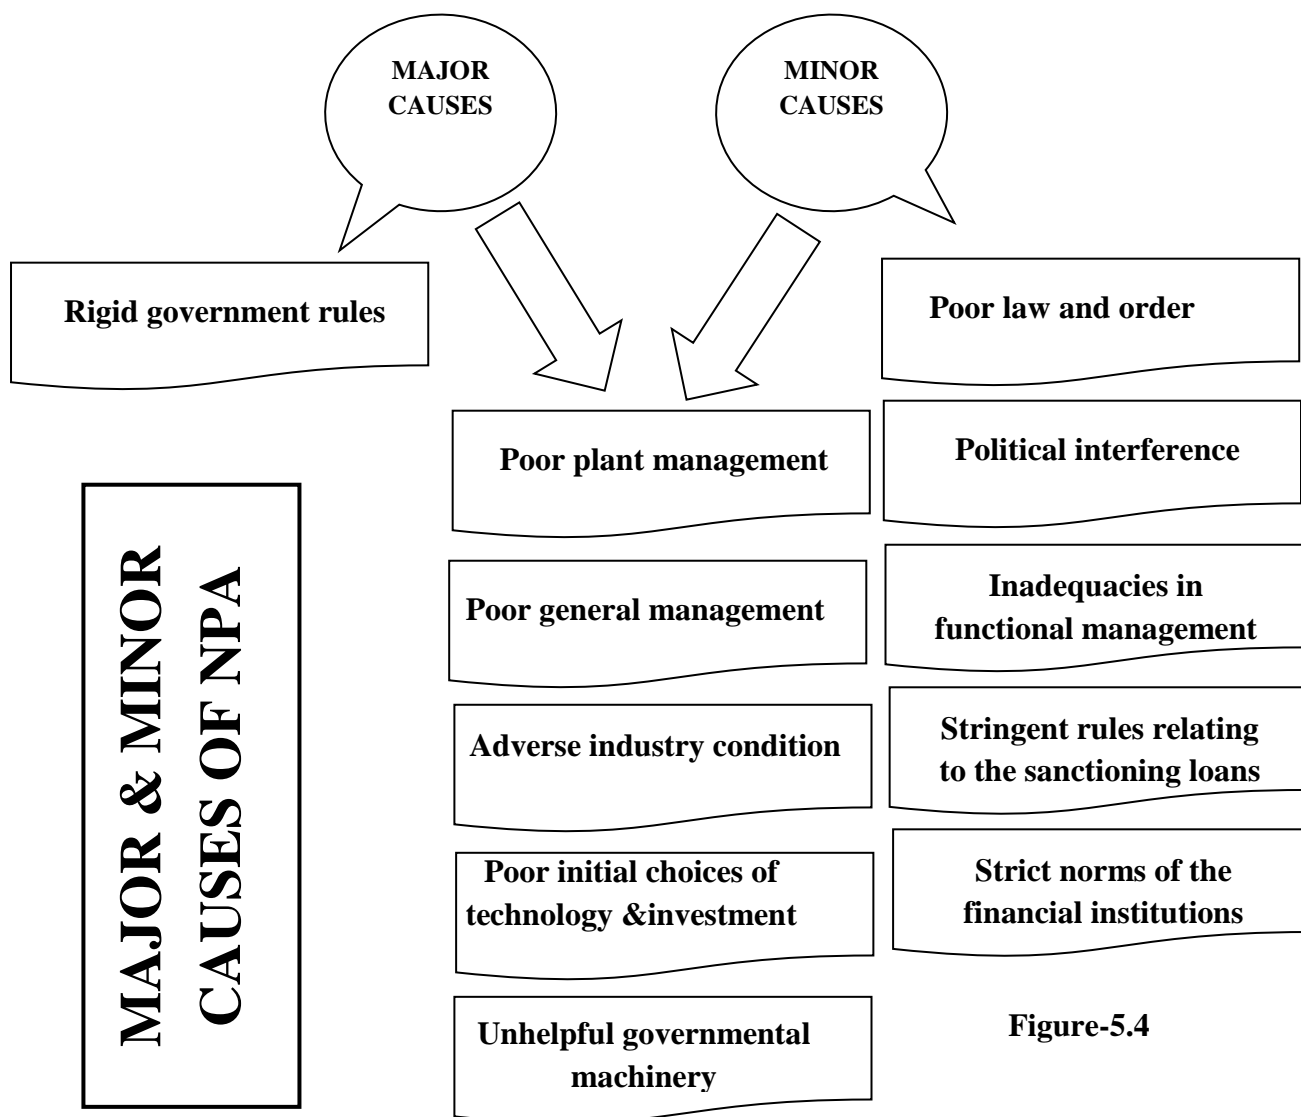 MAJOR
CAUSES
MINOR
CAUSES
Rigid government rules
Poor law and order
Poor plant management
Political interference
Poor general management
Inadequacies in
functional management
Adverse industry condition
Stringent rules relating
to the sanctioning loans
Poor initial choices of
technology &investment
Strict norms of the
financial institutions
Unhelpful governmental
machinery
Figure-5.4
MAJOR & MINOR
CAUSES OF NPA